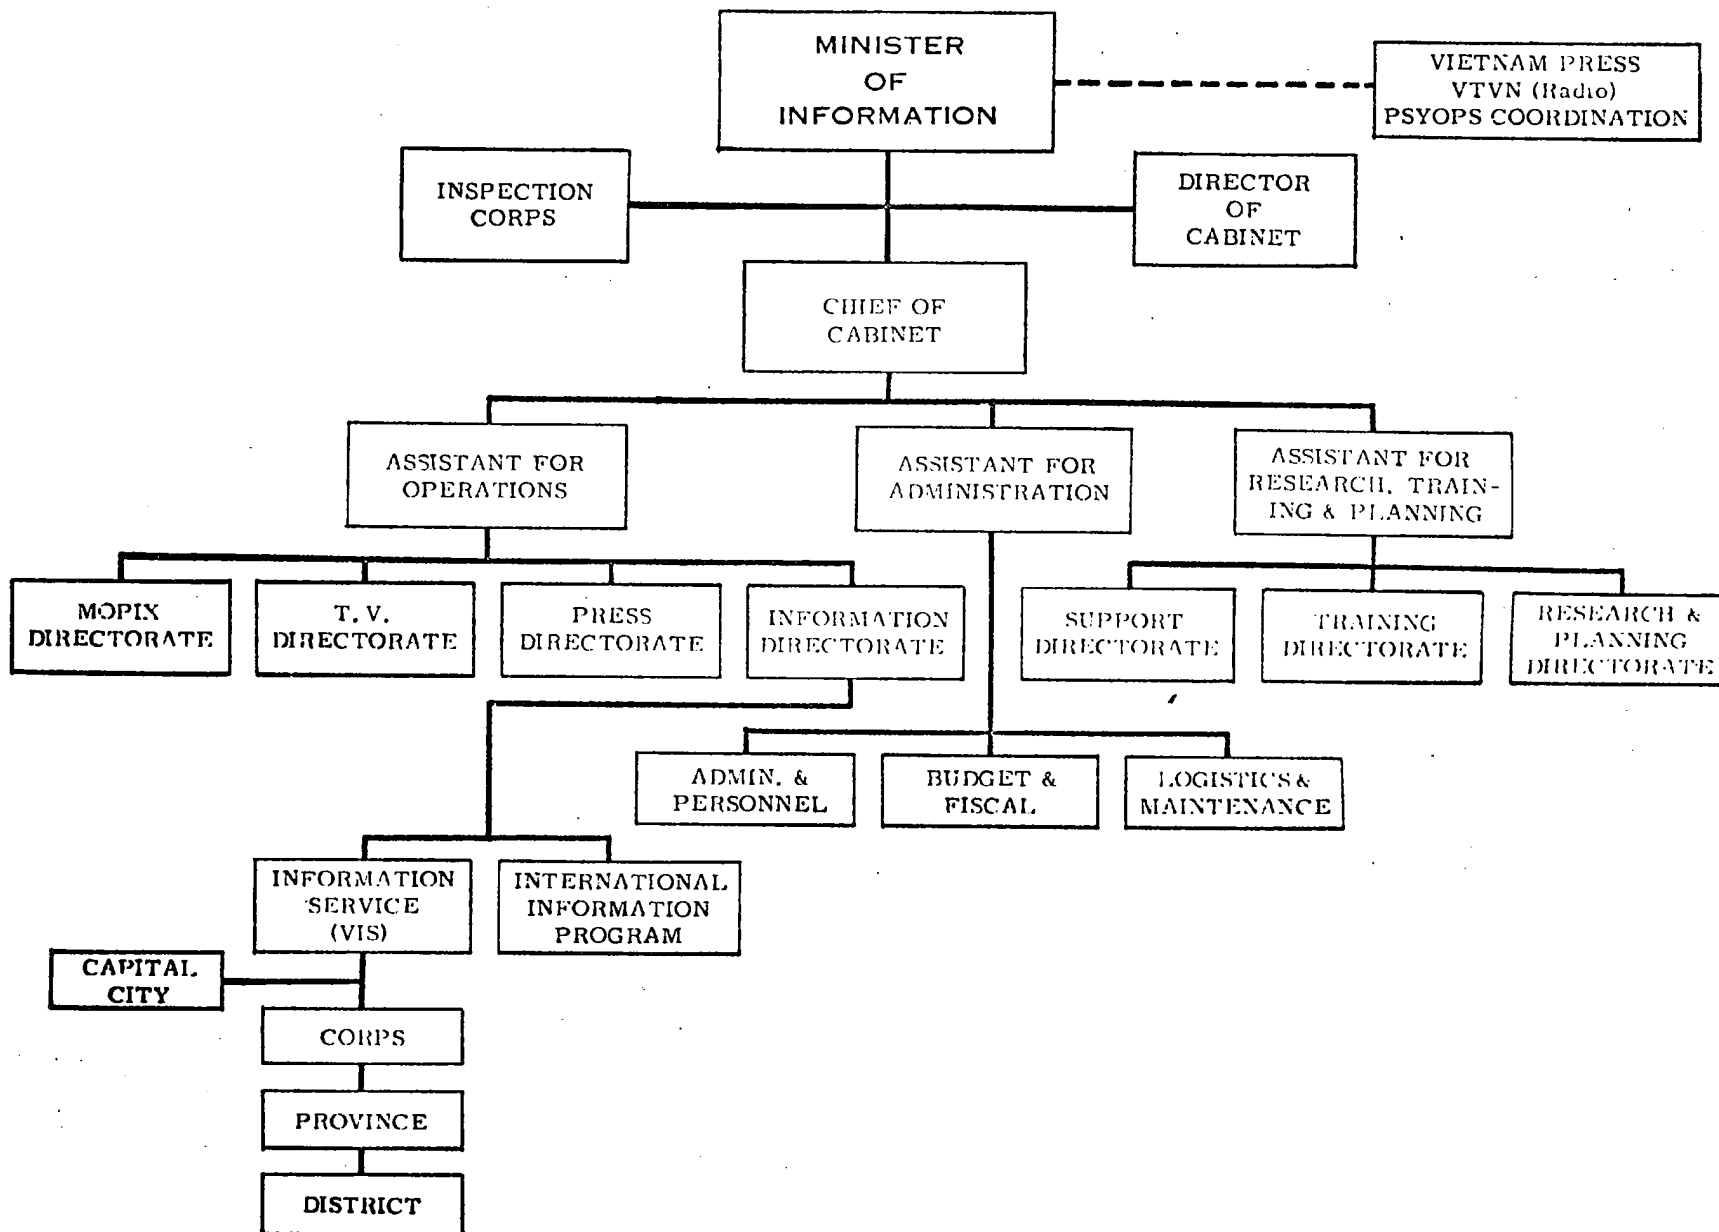 MINISTER
OF
INFORMATION
VIETNAM PRESS
VTVN (Radio)
PSYOPS COORDINATION
INSPECTION
CORPS
DIRECTOR
OF
CABINET
CHIEF OF
CABINET
ASSISTANT FOR
OPERATIONS
ASSISTANT FOR
ADMINISTRATION
ASSISTANT FOR
RESEARCH, TRAIN-
ING & PLANNING
MOPIX
DIRECTORATE
T. V.
DIRECTORATE
PRESS
DIRECTORATE
INFORMATION
DIRECTORATE
SUPPORT
DIRECTORATE
TRAINING
DIRECTORATE
RESEARCH &
PLANNING
DIRECTORATE
ADMIN. &
PERSONNEL
BUDGET &
FISCAL
LOGISTICS &
MAINTENANCE
INFORMATION
SERVICE
(VIS)
INTERNATIONAL
INFORMATION
PROGRAM
CAPITAL
CITY
CORPS
PROVINCE
DISTRICT